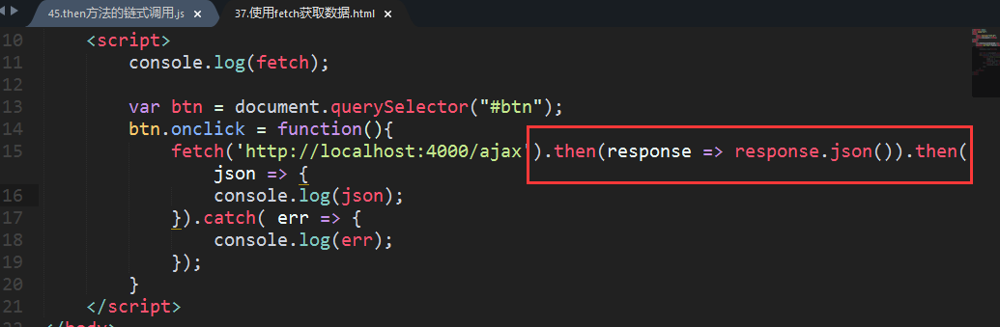 45.then方法的链式调用.js × 37.使用fetch获取数据.html ×
10 <script>
11 console.log(fetch);
12
13 var btn = document.querySelector("#btn");
14 btn.onclick = function(){
15 fetch('http://localhost:4000/ajax').then(response => response.json()).then(
json => {
16 console.log(json);
17 }).catch( err => {
18 console.log(err);
19 });
20 }
21 </script>